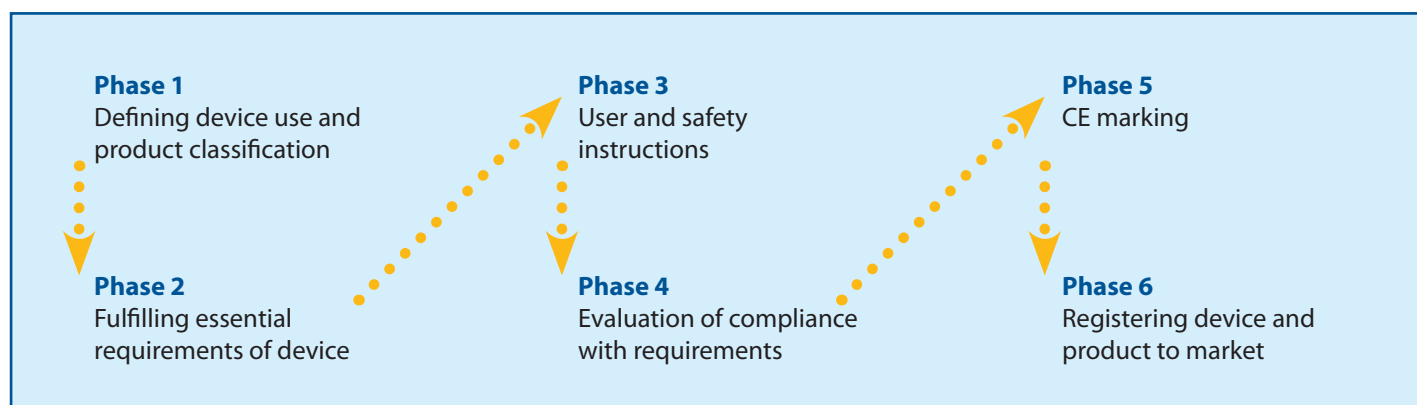 Phase 1
Defining device use and
product classification
Phase 2
Fulfilling essential
requirements of device
Phase 3
User and safety
instructions
Phase 4
Evaluation of compliance
with requirements
Phase 5
CE marking
Phase 6
Registering device and
product to market